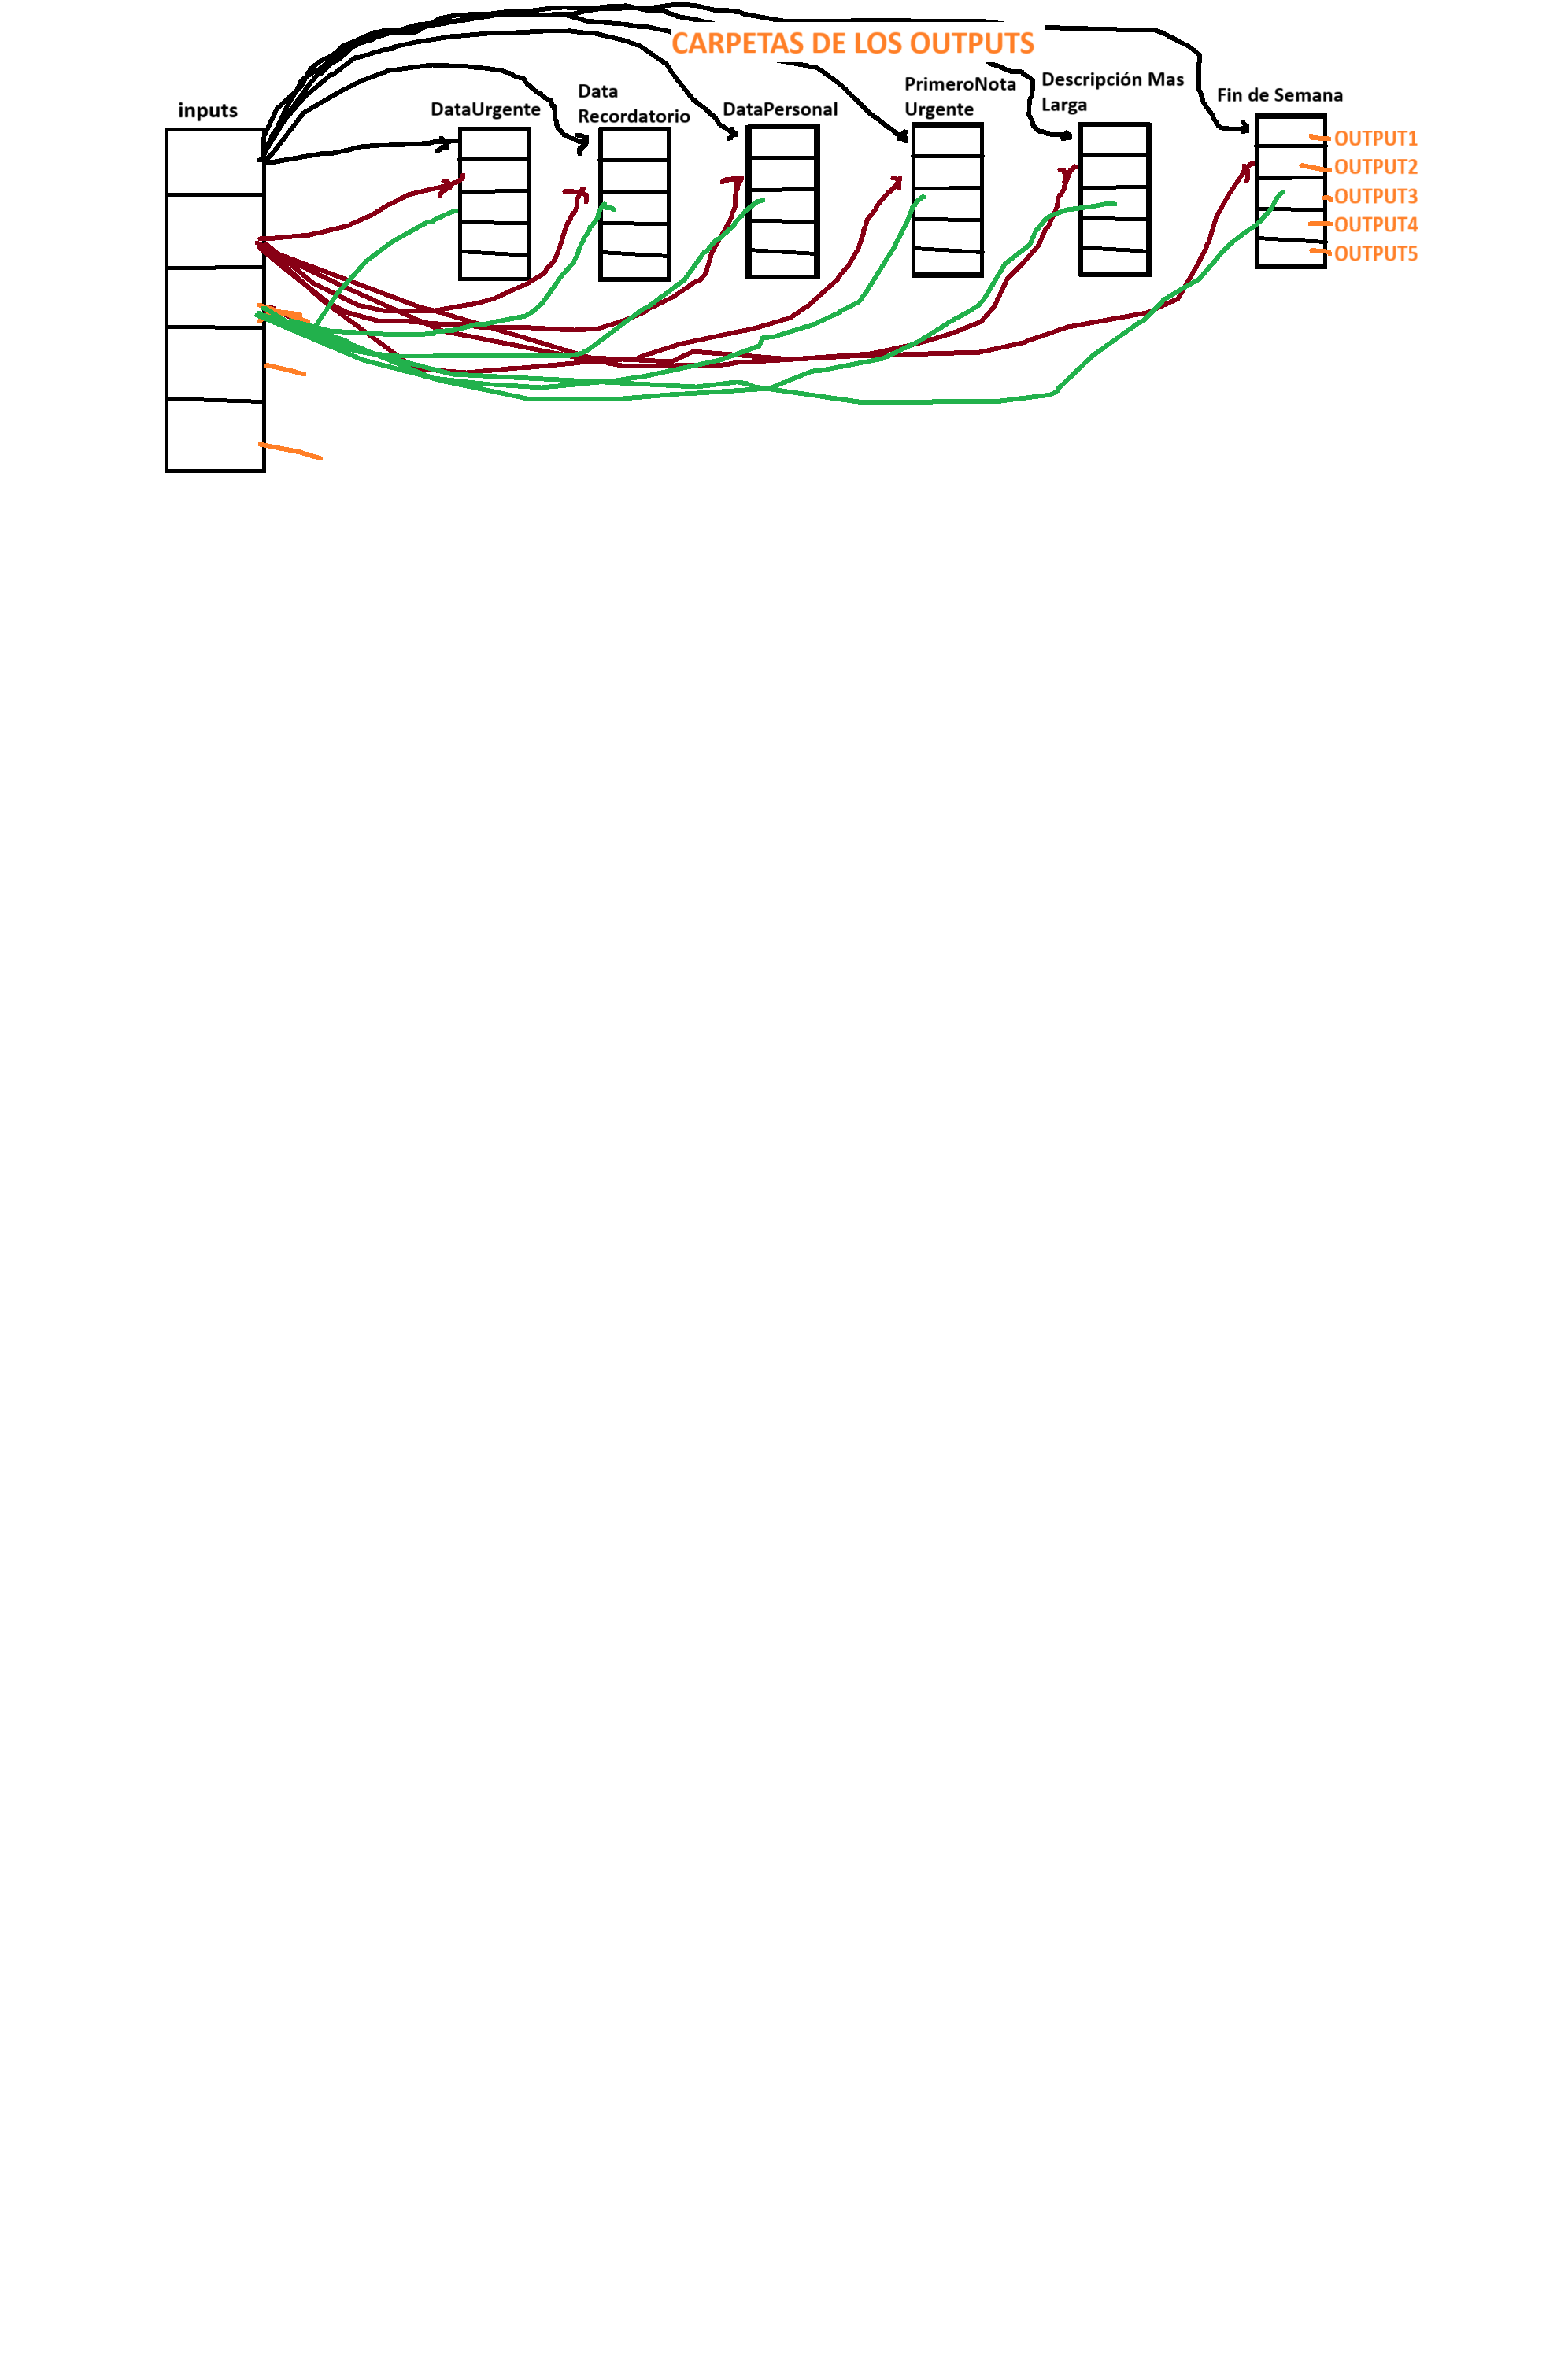 CARPETAS DE LOS OUTPUTS
inputs
DataUrgente
Data
Recordatorio
DataPersonal
PrimeroNota
Urgente
Descripción Mas
Larga
Fin de Semana
OUTPUT1
OUTPUT2
OUTPUT3
OUTPUT4
OUTPUT5